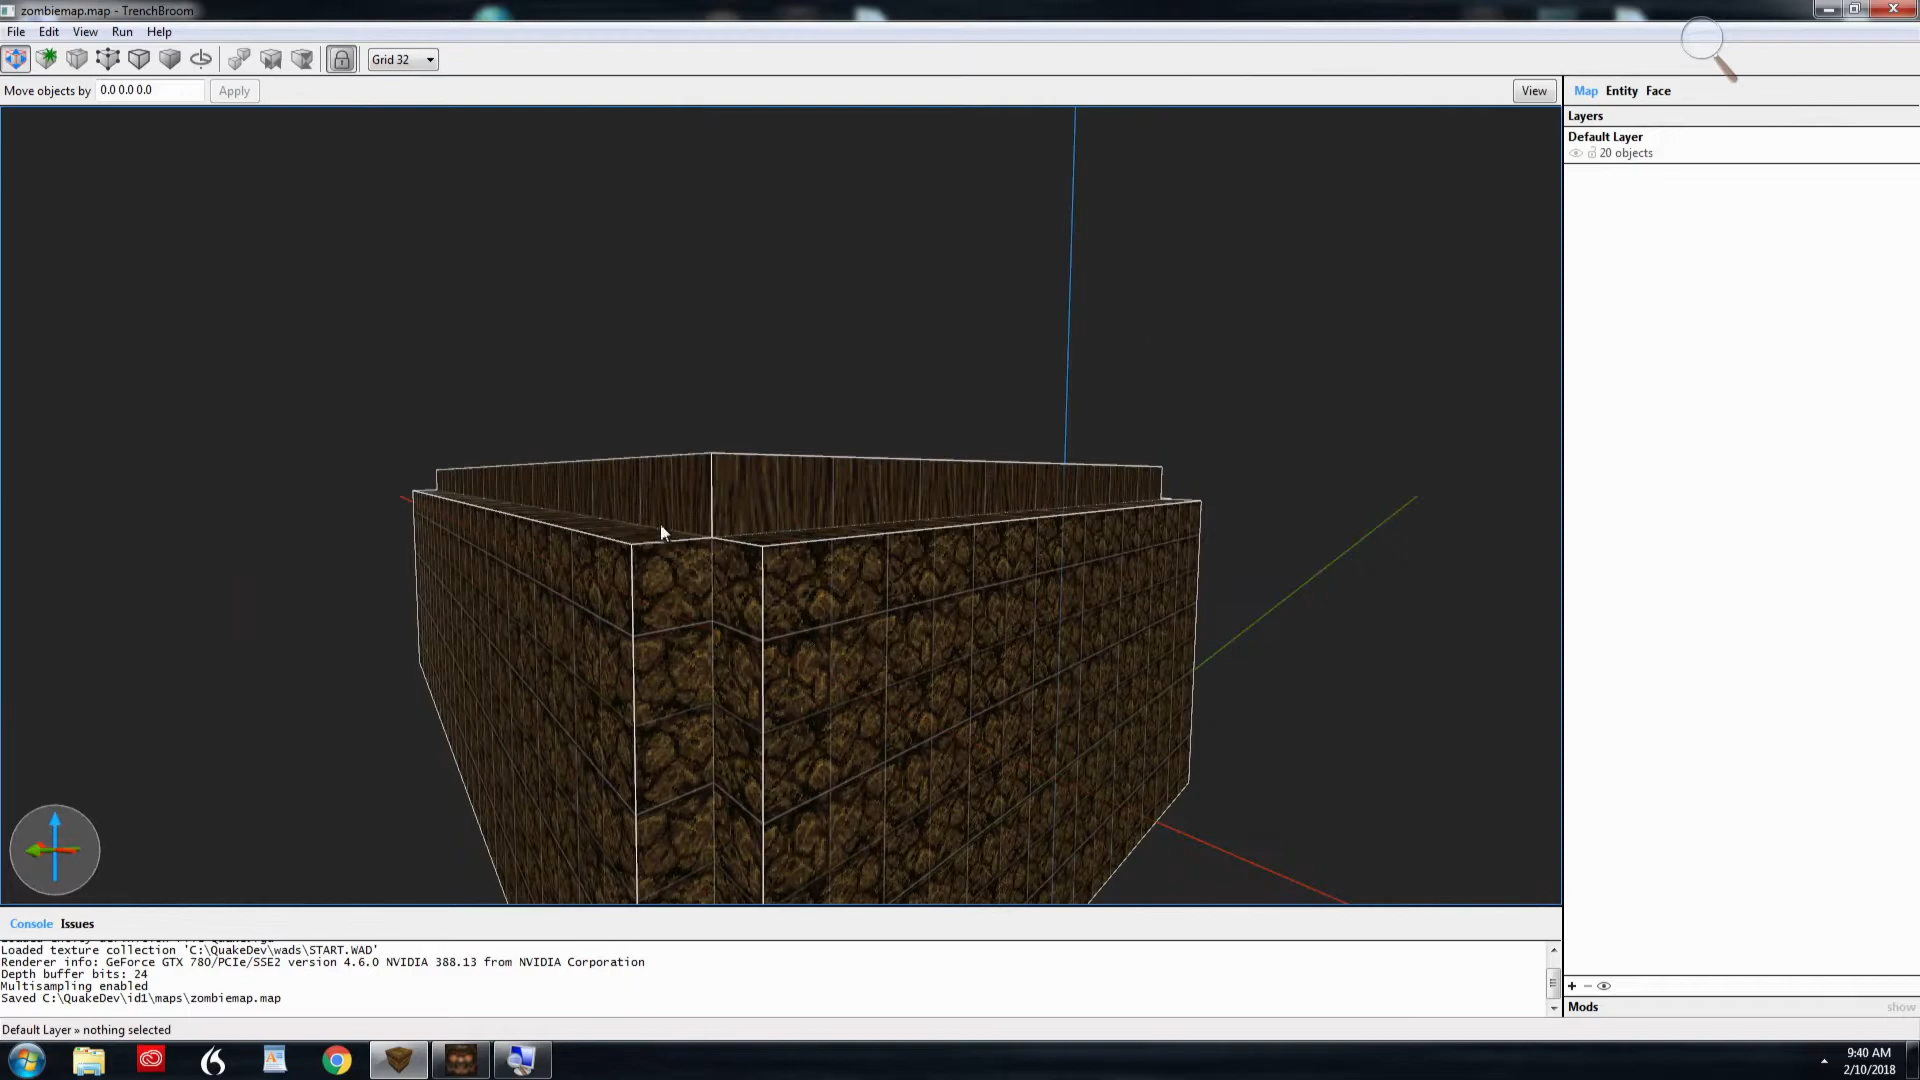 zombiemap.map - TrenchBroom
File Edit View Run Help
Grid 32
Move objects by 0.0 0.0 0.0 Apply View
Map Entity Face
Layers
Default Layer
20 objects
Console Issues
Loaded texture collection 'C:\QuakeDev\wads\START.WAD'
Renderer info: GeForce GTX 780/PCIe/SSE2 version 4.6.0 NVIDIA 388.13 from NVIDIA Corporation
Depth buffer bits: 24
Multisampling enabled
Saved C:\QuakeDev\id1\maps\zombiemap.map
Mods show
Default Layer » nothing selected
9:40 AM
2/10/2018